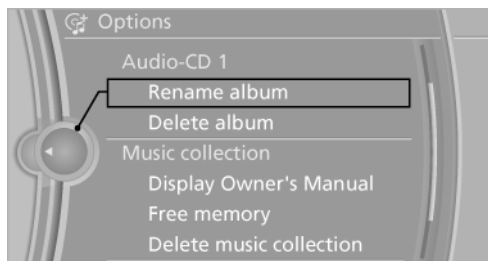 Options
Audio-CD 1
Rename album
Delete album
Music collection
Display Owner's Manual
Free memory
Delete music collection